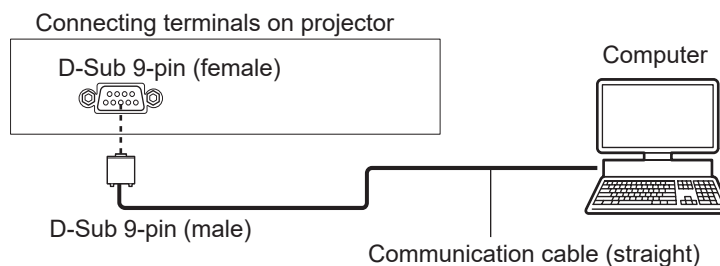 Connecting terminals on projector
D-Sub 9-pin (female)
Computer
D-Sub 9-pin (male)
Communication cable (straight)